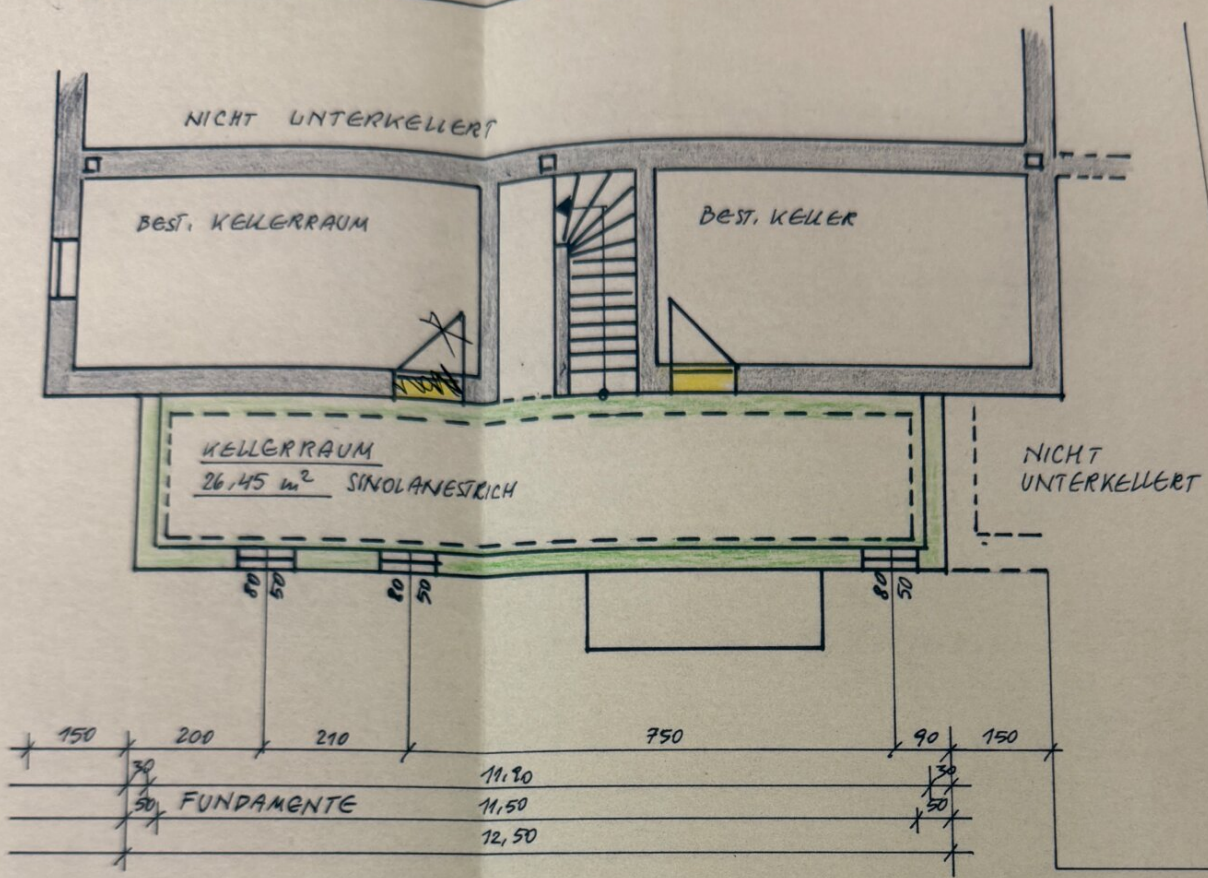 NICHT UNTERKELLERT
BEST. KELLERRAUM
BEST. KELLER
KELLERRAUM
26,45 m² SINOLANESTRICH
NICHT
UNTERKELLERT
80 50
80 50
80 50
150 200 210 750 90 150
30 11,90 30
50 FUNDAMENTE 11,50 50
12,50